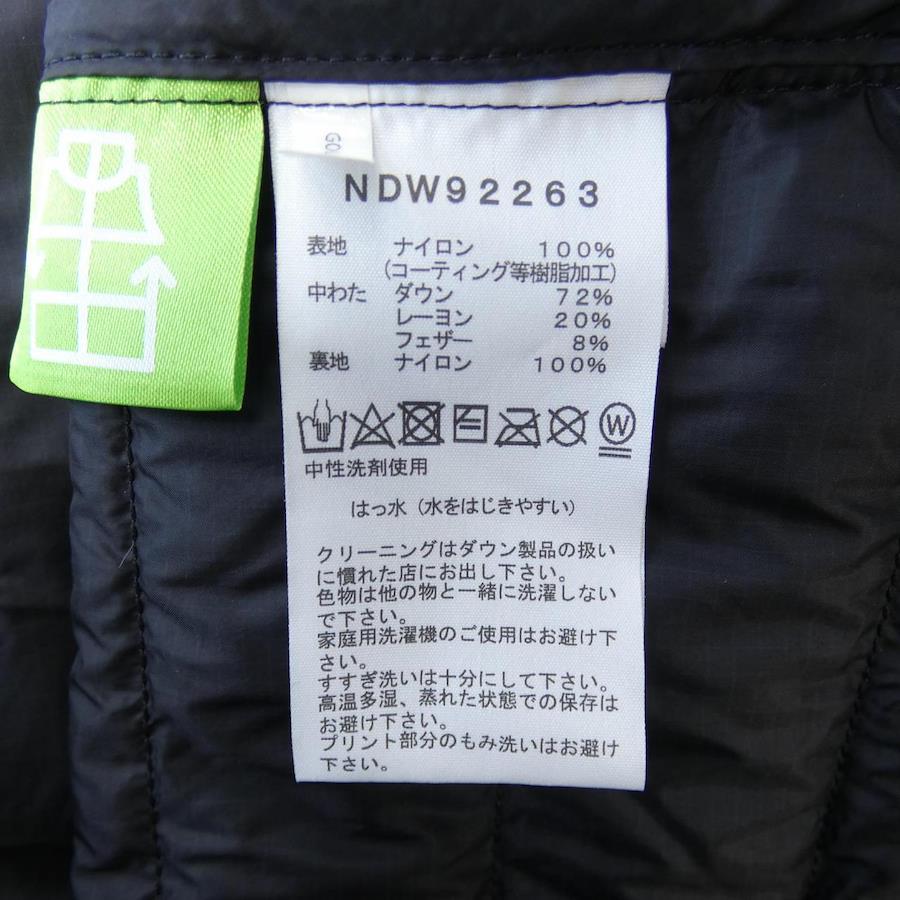 GO
NDW92263
表地 ナイロン 100%
(コーティング等樹脂加工)
中わた ダウン 72%
レーヨン 20%
フェザー 8%
裏地 ナイロン 100%
W
中性洗剤使用
はっ水（水をはじきやすい）
クリーニングはダウン製品の扱い
に慣れた店にお出し下さい。
色物は他の物と一緒に洗濯しない
で下さい。
家庭用洗濯機のご使用はお避け下
さい。
すすぎ洗いは十分にして下さい。
高温多湿、蒸れた状態での保存は
お避け下さい。
プリント部分のもみ洗いはお避け
下さい。